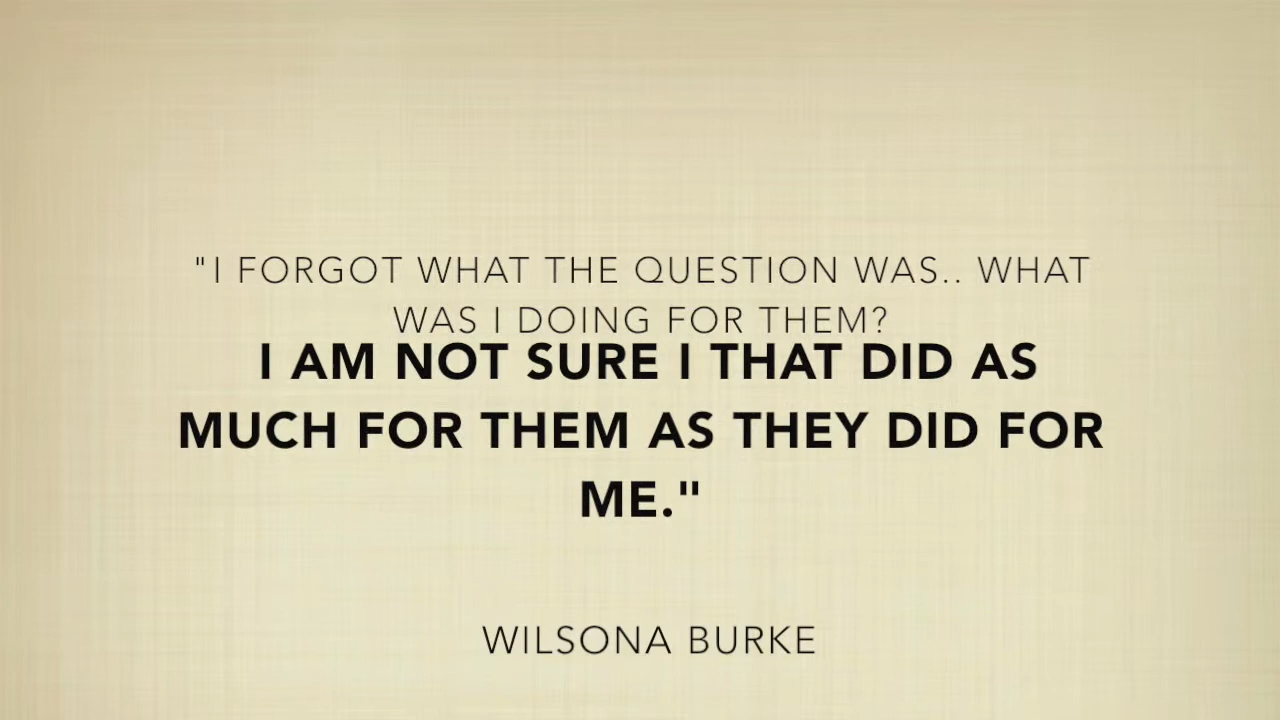 "I FORGOT WHAT THE QUESTION WAS.. WHAT
WAS I DOING FOR THEM?
I AM NOT SURE I THAT DID AS
MUCH FOR THEM AS THEY DID FOR
ME."
WILSONA BURKE